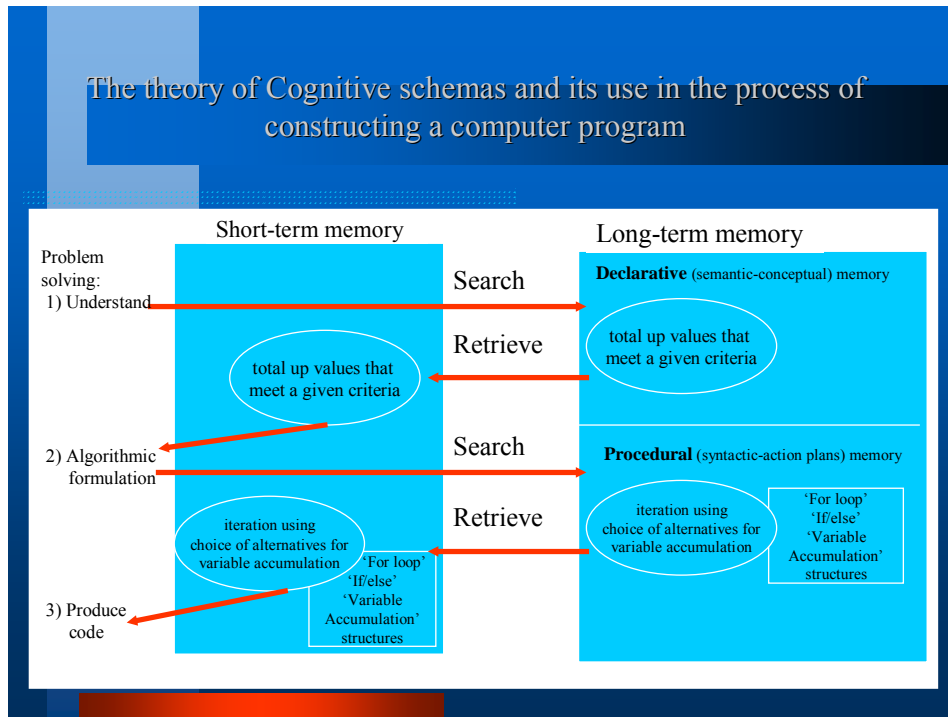 The theory of Cognitive schemas and its use in the process of
constructing a computer program
Short-term memory
Long-term memory
Problem
solving:
1) Understand
Search
Declarative (semantic-conceptual) memory
Retrieve
total up values that
meet a given criteria
total up values that
meet a given criteria
2) Algorithmic
formulation
Search
Procedural (syntactic-action plans) memory
Retrieve
iteration using
choice of alternatives for
variable accumulation
‘For loop’
‘If/else’
‘Variable
Accumulation’
structures
iteration using
choice of alternatives for
variable accumulation
‘For loop’
‘If/else’
‘Variable
Accumulation’
structures
3) Produce
code